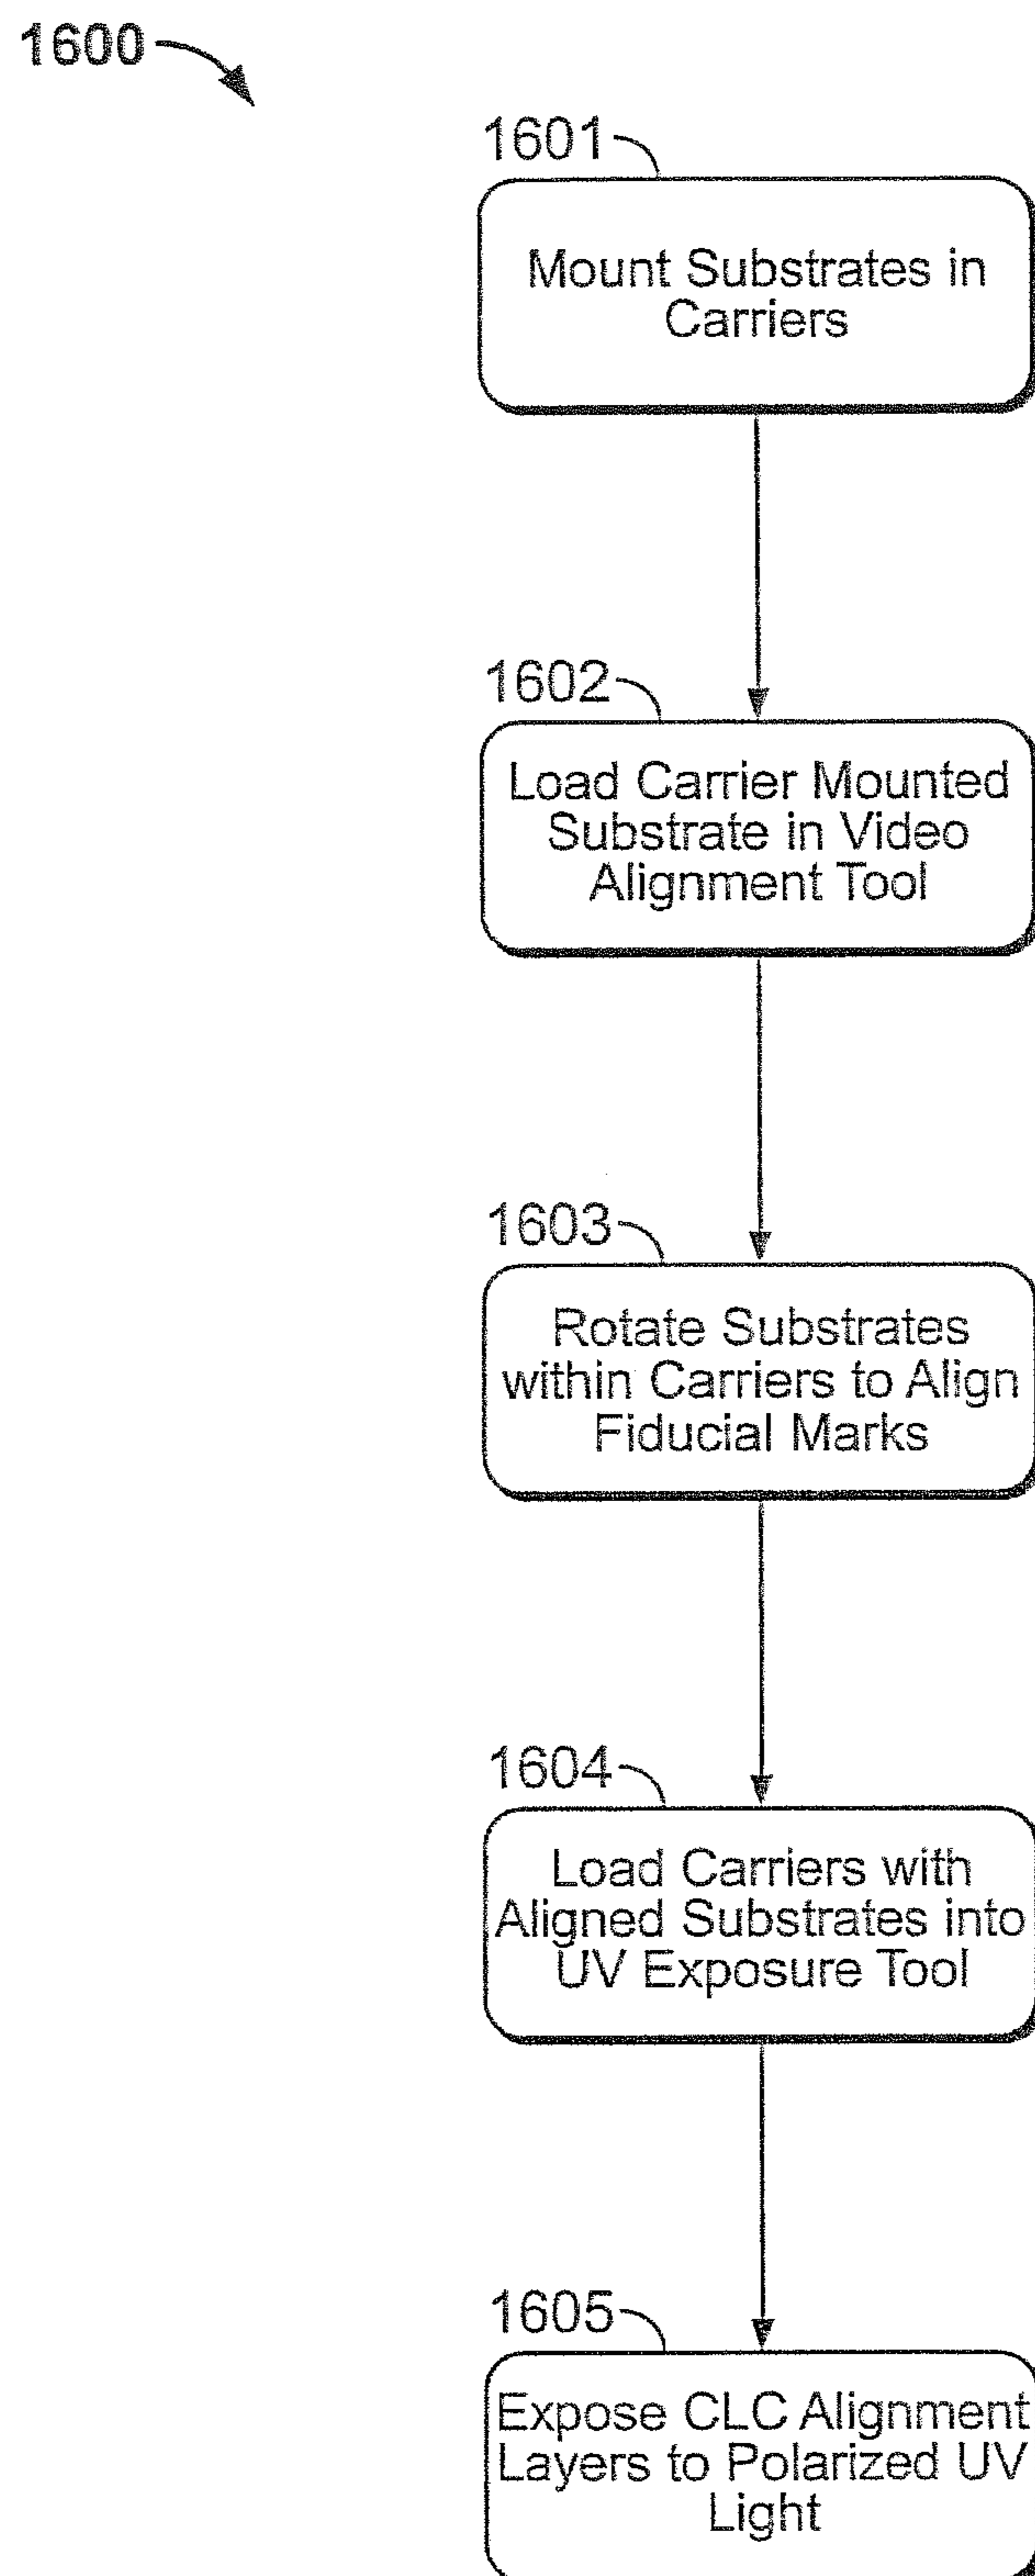 1600
1601
Mount Substrates in
Carriers
1602
Load Carrier Mounted
Substrate in Video
Alignment Tool
1603
Rotate Substrates
within Carriers to Align
Fiducial Marks
1604
Load Carriers with
Aligned Substrates into
UV Exposure Tool
1605
Expose CLC Alignment
Layers to Polarized UV
Light